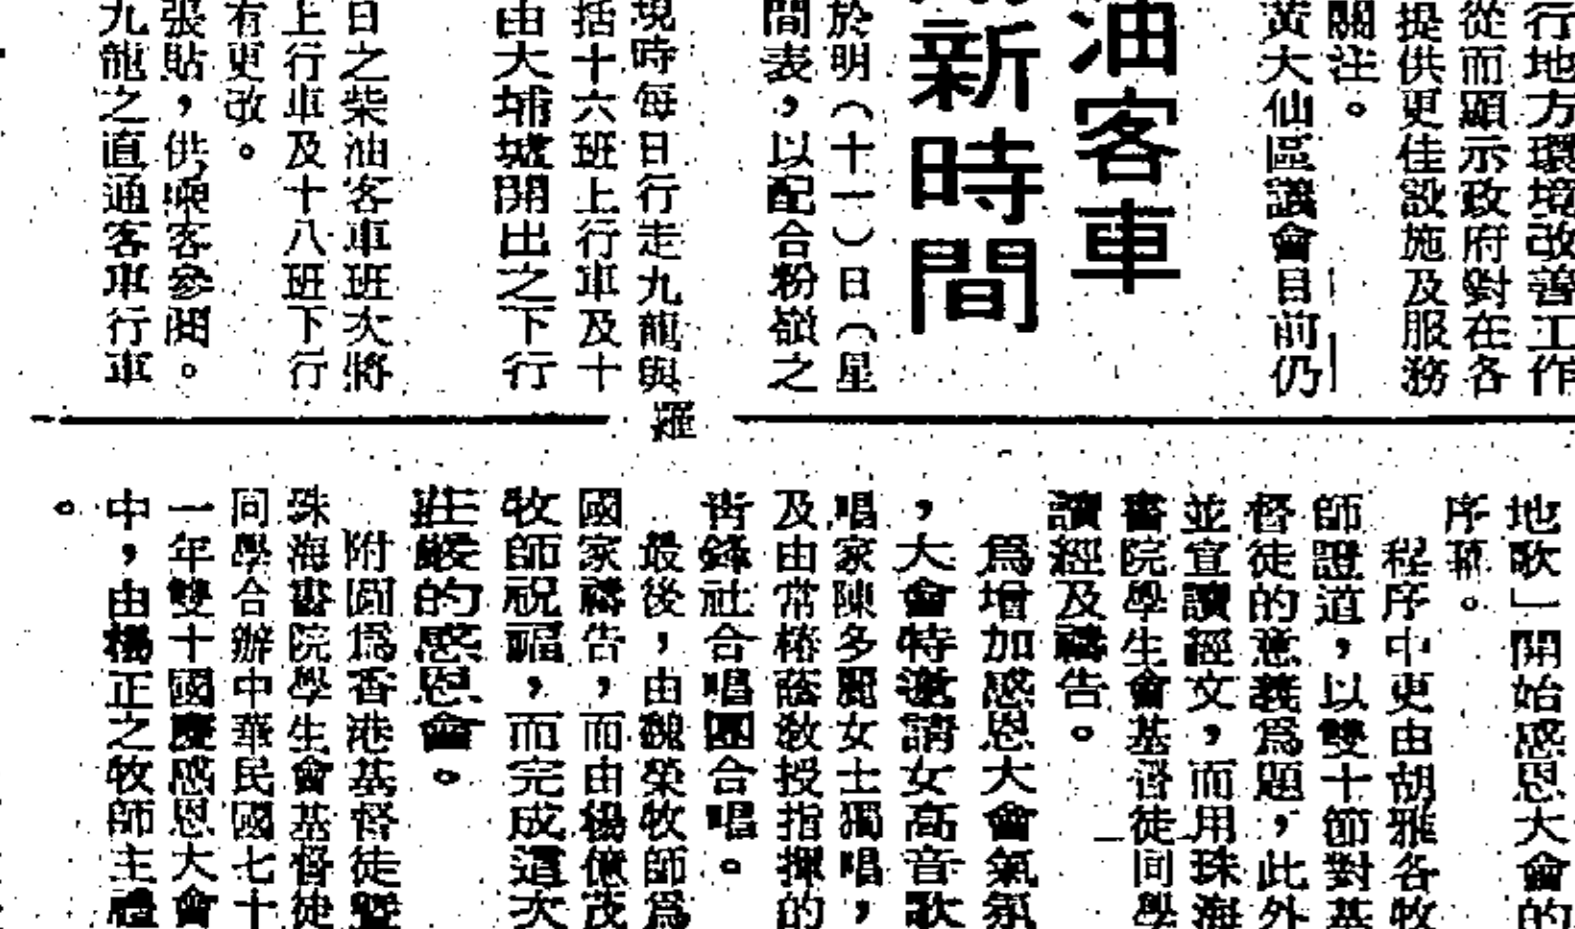 行地方環境改善工作
從而顯示政府對在各
提供更佳設施及服務
關注。
黃大仙區議會目前仍
油客車
新時間
於明（十一）日（星
間表，以配合粉嶺之
現時每日行走九龍與羅
括十六班上行車及十
由大埔墟開出之下行
日之柴油客車班次將
上行車及十八班下行
有更改。
張貼，供乘客參閱。
九龍之直通客車行車
地歌」開始感恩大會的
序幕。
程序中更由胡雅各牧
師證道，以雙十節對基
督徒的意義為題，此外
並宣讀經文，而用珠海
書院學生會基督徒同學
讀經及禱告。
為增加感恩大會氣氛
，大會特邀請女高音歌
唱家陳多麗女士獨唱，
及由常椿蔭教授指揮的
青鋒社合唱團合唱。
最後，由魏榮牧師為
國家禱告，而由楊億茂
牧師祝福，而完成這次
莊嚴的感恩會。
附圖為香港基督徒暨
珠海書院學生會基督徒
同學合辦中華民國七十
一年雙十國慶感恩大會
中，由楊正之牧師主禮
。